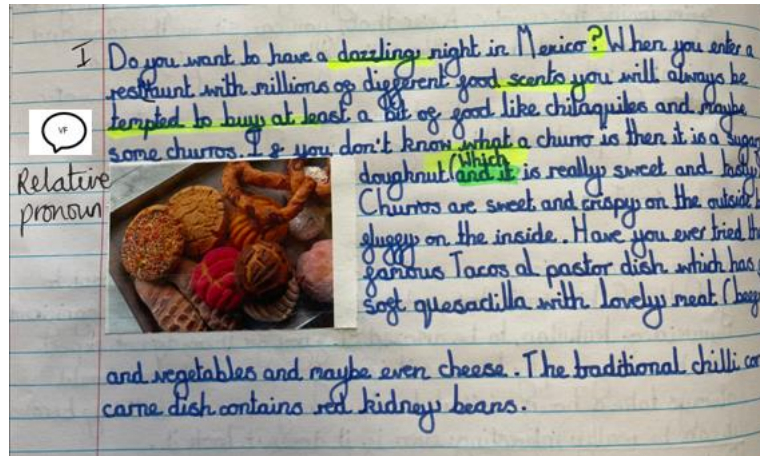 I Do you want to have a dazzling night in Mexico? When you enter a
restraunt with millions of different food scents you will always be
VF
tempted to buy at least a bit of food like chilaquiles and maybe
some churros. If you don't know what a churro is then it is a sugar
Relative
pronoun
Which
doughnut (and it is really sweet and tasty)
Churros are sweet and crispy on the outside
fluffy on the inside. Have you ever tried
famous Tacos al pastor dish which has
soft quesadilla with lovely meat (beef
and vegetables and maybe even cheese. The traditional chilli con
carne dish contains red kidney beans.